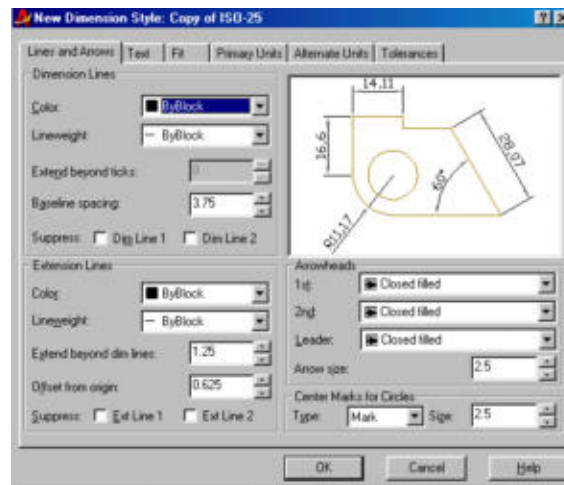 New Dimension Style: Copy of ISO-25
Lines and Arrows Text Fit Primary Units Alternate Units Tolerances
Dimension Lines
Color: ByBlock
Lineweight: ByBlock
Extend beyond ticks: 0
Baseline spacing: 3.75
Suppress: Dim Line 1 Dim Line 2
14,11
16,6
28,07
60°
R11,17
Extension Lines
Color: ByBlock
Lineweight: ByBlock
Extend beyond dim lines: 1.25
Offset from origin: 0.625
Suppress: Ext Line 1 Ext Line 2
Arrowheads
1st: Closed filled
2nd: Closed filled
Leader: Closed filled
Arrow size: 2.5
Center Marks for Circles
Type: Mark Size: 2.5
OK Cancel Help